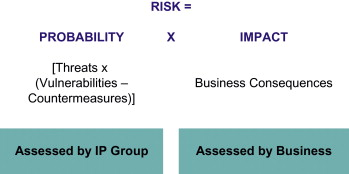 RISK =
PROBABILITY X IMPACT
[Threats x
(Vulnerabilities –
Countermeasures)]
Business Consequences
Assessed by IP Group
Assessed by Business